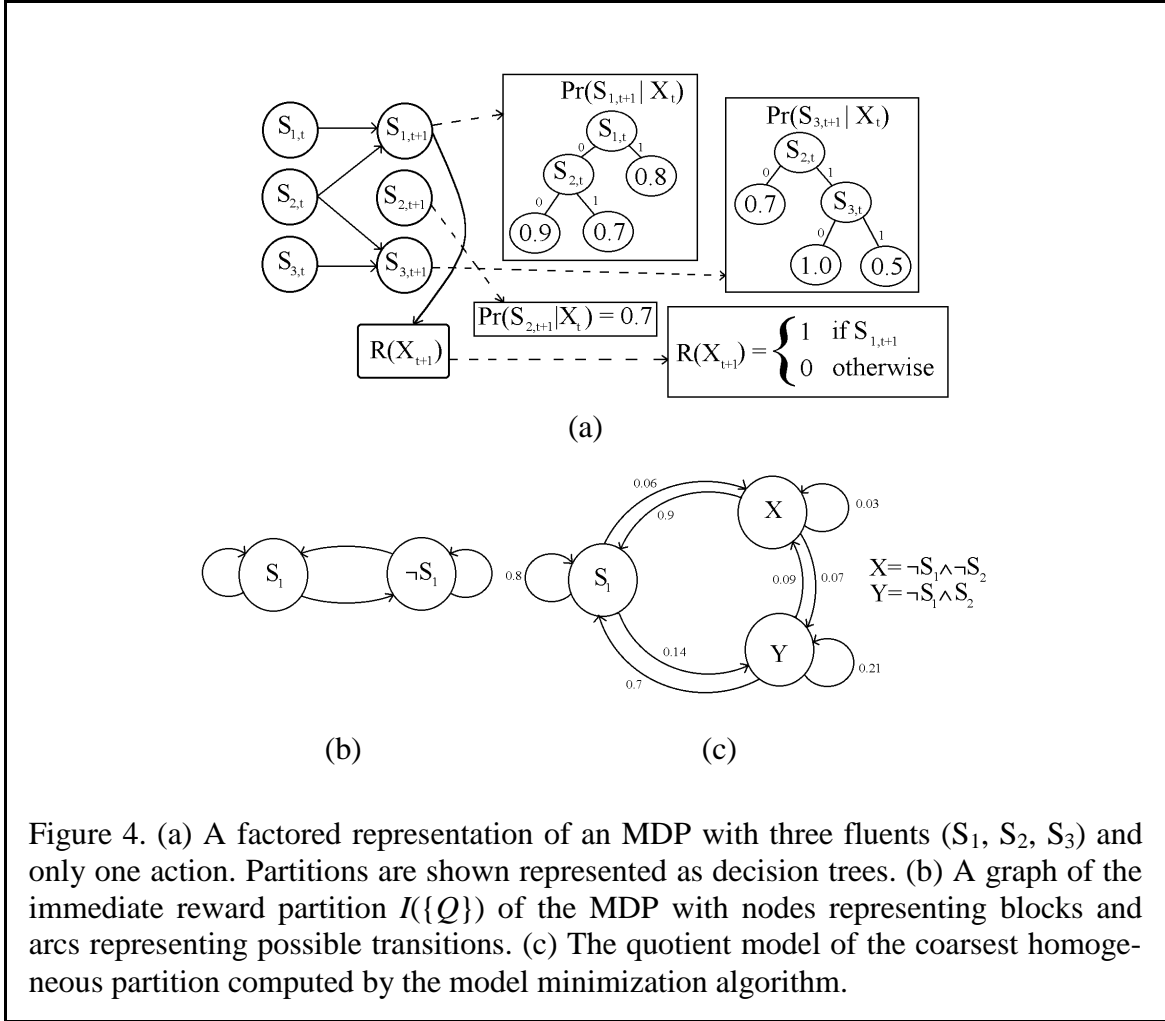 Pr(S1,t+1 | Xt)
Pr(S3,t+1 | Xt)
S1,t
S1,t+1
S1,t
S2,t
0 1
0 1
S2,t
0.8
0.7
S3,t
S2,t
S2,t+1
0 1
0 1
0.9
0.7
1.0
0.5
S3,t
S3,t+1
Pr(S2,t+1|Xt) = 0.7
R(Xt+1)
R(Xt+1) = { 1 if S1,t+1
0 otherwise
(a)
0.06
0.9
X
0.03
S1
¬S1
0.8
S1
0.09
0.07
X=¬S1∧¬S2
Y=¬S1∧S2
0.14
0.7
Y
0.21
(b)
(c)
Figure 4. (a) A factored representation of an MDP with three fluents (S1, S2, S3) and
only one action. Partitions are shown represented as decision trees. (b) A graph of the
immediate reward partition I({Q}) of the MDP with nodes representing blocks and
arcs representing possible transitions. (c) The quotient model of the coarsest homoge-
neous partition computed by the model minimization algorithm.